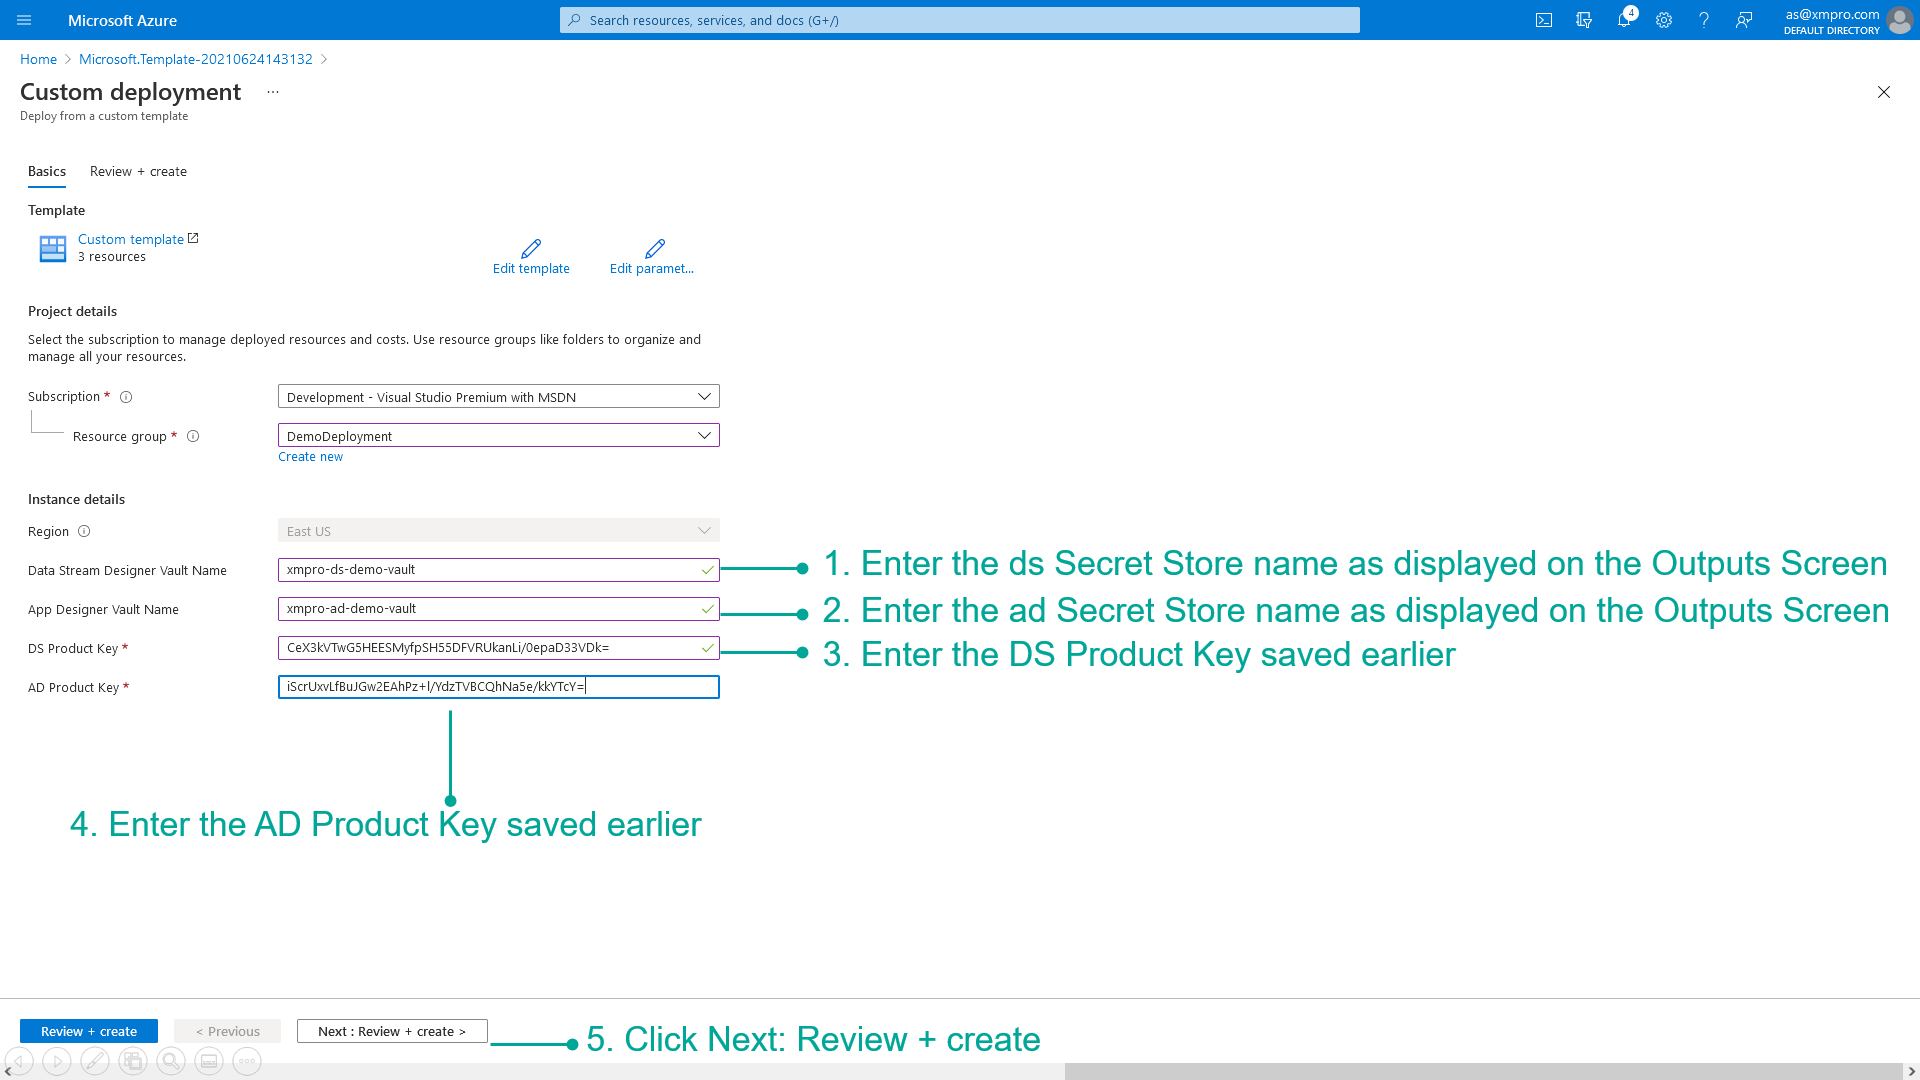 Microsoft Azure
Search resources, services, and docs (G+/)
4
as@xmpro.com
DEFAULT DIRECTORY
Home > Microsoft.Template-20210624143132 >
Custom deployment ...
Deploy from a custom template
Basics
Review + create
Template
Custom template
3 resources
Edit template
Edit paramet...
Project details
Select the subscription to manage deployed resources and costs. Use resource groups like folders to organize and
manage all your resources.
Subscription *
Development - Visual Studio Premium with MSDN
Resource group *
DemoDeployment
Create new
Instance details
Region
East US
Data Stream Designer Vault Name
xmpro-ds-demo-vault
1. Enter the ds Secret Store name as displayed on the Outputs Screen
App Designer Vault Name
xmpro-ad-demo-vault
2. Enter the ad Secret Store name as displayed on the Outputs Screen
DS Product Key *
CeX3kVTwG5HEESMyfpSH55DFVRUkanLi/0epaD33VDk=
3. Enter the DS Product Key saved earlier
AD Product Key *
iScrUxvLfBuJGw2EAhPz+l/YdzTVBCQhNa5e/kkYTcY=
4. Enter the AD Product Key saved earlier
Review + create
< Previous
Next : Review + create >
5. Click Next: Review + create